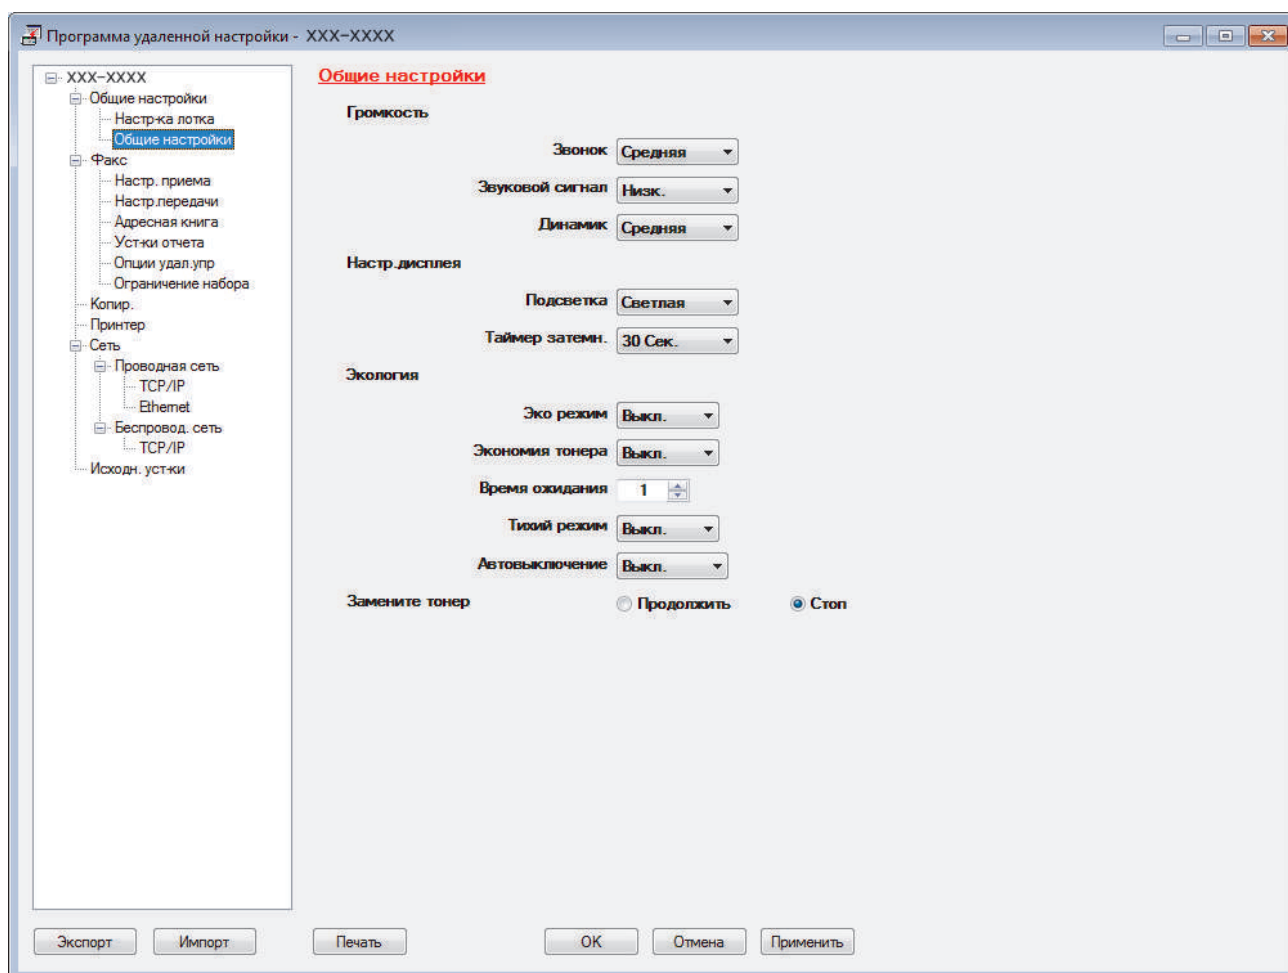 Программа удаленной настройки - XXX-XXXX
XXX-XXXX
Общие настройки
Настр-ка лотка
Общие настройки
Факс
Настр. приема
Настр.передачи
Адресная книга
Уст-ки отчета
Опции удал.упр
Ограничение набора
Копир.
Принтер
Сеть
Проводная сеть
TCP/IP
Ethernet
Беспровод. сеть
TCP/IP
Исходн. уст-ки
Общие настройки
Громкость
Звонок Средняя
Звуковой сигнал Низк.
Динамик Средняя
Настр.дисплея
Подсветка Светлая
Таймер затемн. 30 Сек.
Экология
Эко режим Выкл.
Экономия тонера Выкл.
Время ожидания 1
Тихий режим Выкл.
Автовыключение Выкл.
Замените тонер Продолжить Стоп
Экспорт Импорт Печать OK Отмена Применить